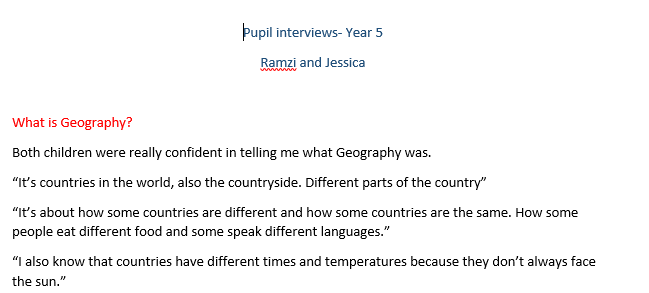 Pupil interviews- Year 5
Ramzi and Jessica
What is Geography?
Both children were really confident in telling me what Geography was.
“It’s countries in the world, also the countryside. Different parts of the country”
“It’s about how some countries are different and how some countries are the same. How some
people eat different food and some speak different languages.”
“I also know that countries have different times and temperatures because they don’t always face
the sun.”